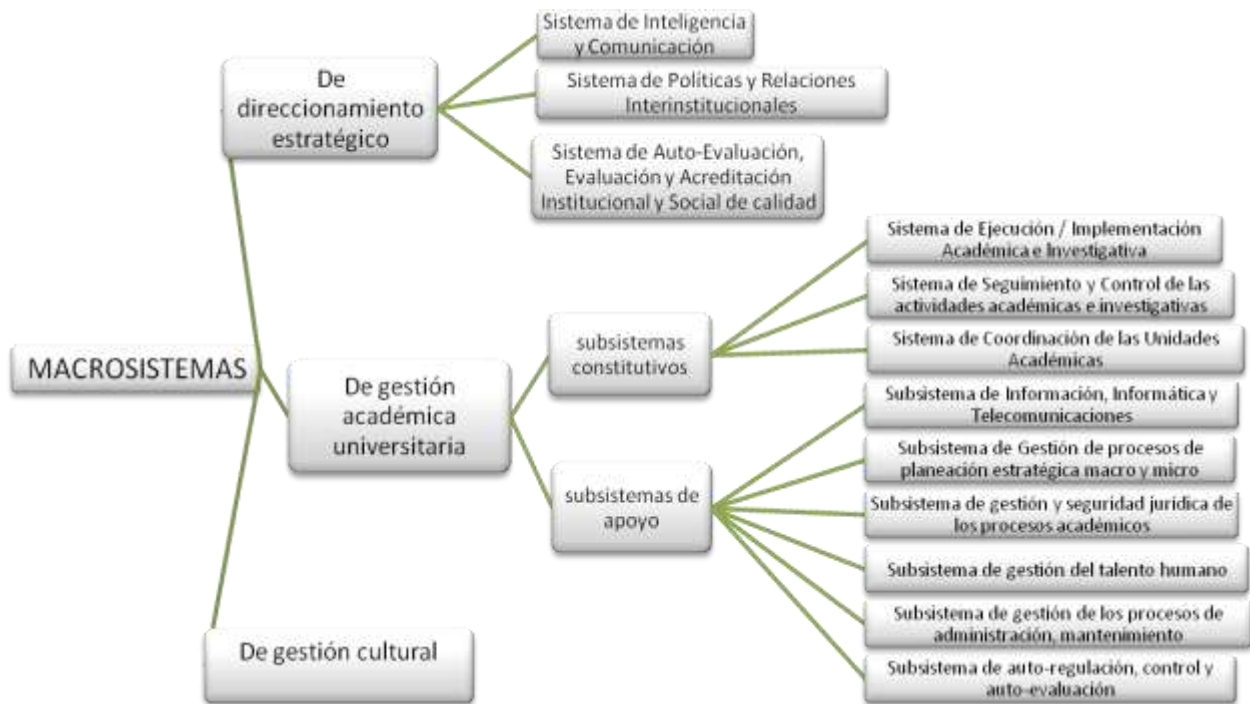 MACROSISTEMAS
De
direccionamiento
estratégico
Sistema de Inteligencia
y Comunicación
Sistema de Políticas y Relaciones
Interinstitucionales
Sistema de Auto-Evaluación,
Evaluación y Acreditación
Institucional y Social de calidad
De gestión
académica
universitaria
subsistemas
constitutivos
Sistema de Ejecución / Implementación
Académica e Investigativa
Sistema de Seguimiento y Control de las
actividades académicas e investigativas
Sistema de Coordinación de las Unidades
Académicas
subsistemas de
apoyo
Subsistema de Información, Informática y
Telecomunicaciones
Subsistema de Gestión de procesos de
planeación estratégica macro y micro
Subsistema de gestión y seguridad jurídica de
los procesos académicos
Subsistema de gestión del talento humano
Subsistema de gestión de los procesos de
administración, mantenimiento
Subsistema de auto-regulación, control y
auto-evaluación
De gestión cultural